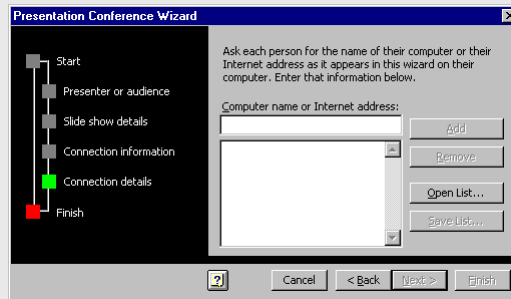 Presentation Conference Wizard
Start
Presenter or audience
Slide show details
Connection information
Connection details
Finish
Ask each person for the name of their computer or their
Internet address as it appears in this wizard on their
computer. Enter that information below.
Computer name or Internet address:
Add
Remove
Open List...
Save List...
Cancel
< Back
Next >
Finish